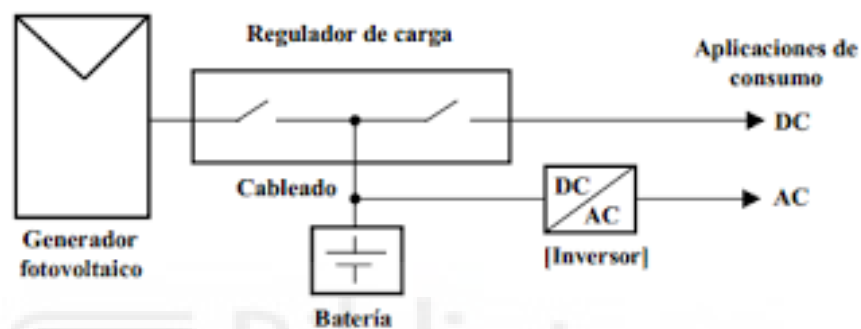 Regulador de carga
Aplicaciones de
consumo
DC
Cableado
DC
AC
AC
Generador
fotovoltaico
[Inversor]
Batería